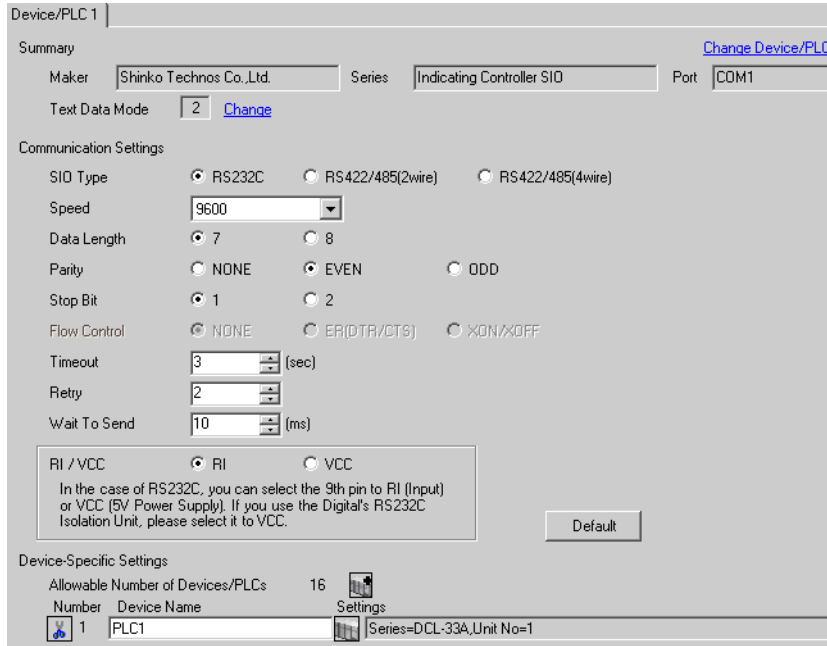 Device/PLC 1
Summary Change Device/PLC
Maker Shinko Technos Co.,Ltd. Series Indicating Controller SIO Port COM1
Text Data Mode 2 Change
Communication Settings
SIO Type RS232C RS422/485(2wire) RS422/485(4wire)
Speed 9600
Data Length 7 8
Parity NONE EVEN ODD
Stop Bit 1 2
Flow Control NONE ER(DTR/CTS) XON/XOFF
Timeout 3 (sec)
Retry 2
Wait To Send 10 (ms)
RI / VCC RI VCC
In the case of RS232C, you can select the 9th pin to RI (Input)
or VCC (5V Power Supply). If you use the Digital's RS232C
Isolation Unit, please select it to VCC.
Default
Device-Specific Settings
Allowable Number of Devices/PLCs 16
Number Device Name Settings
1 PLC1 Series=DCL-33A,Unit No=1